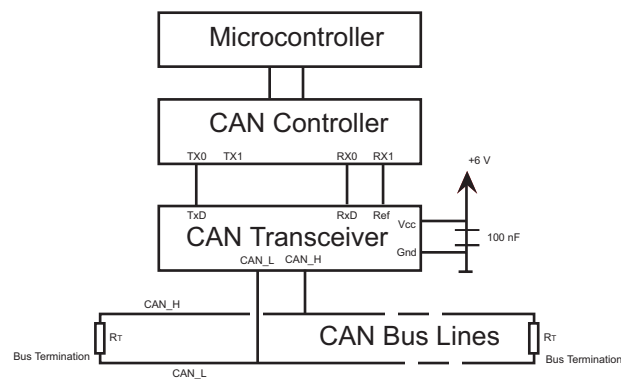 Microcontroller
CAN Controller
TX0 TX1 RX0 RX1
+6 V
TxD RxD Ref
Vcc
CAN Transceiver
100 nF
Gnd
CAN_L CAN_H
CAN_H
RT
CAN Bus Lines
RT
Bus Termination
Bus Termination
CAN_L